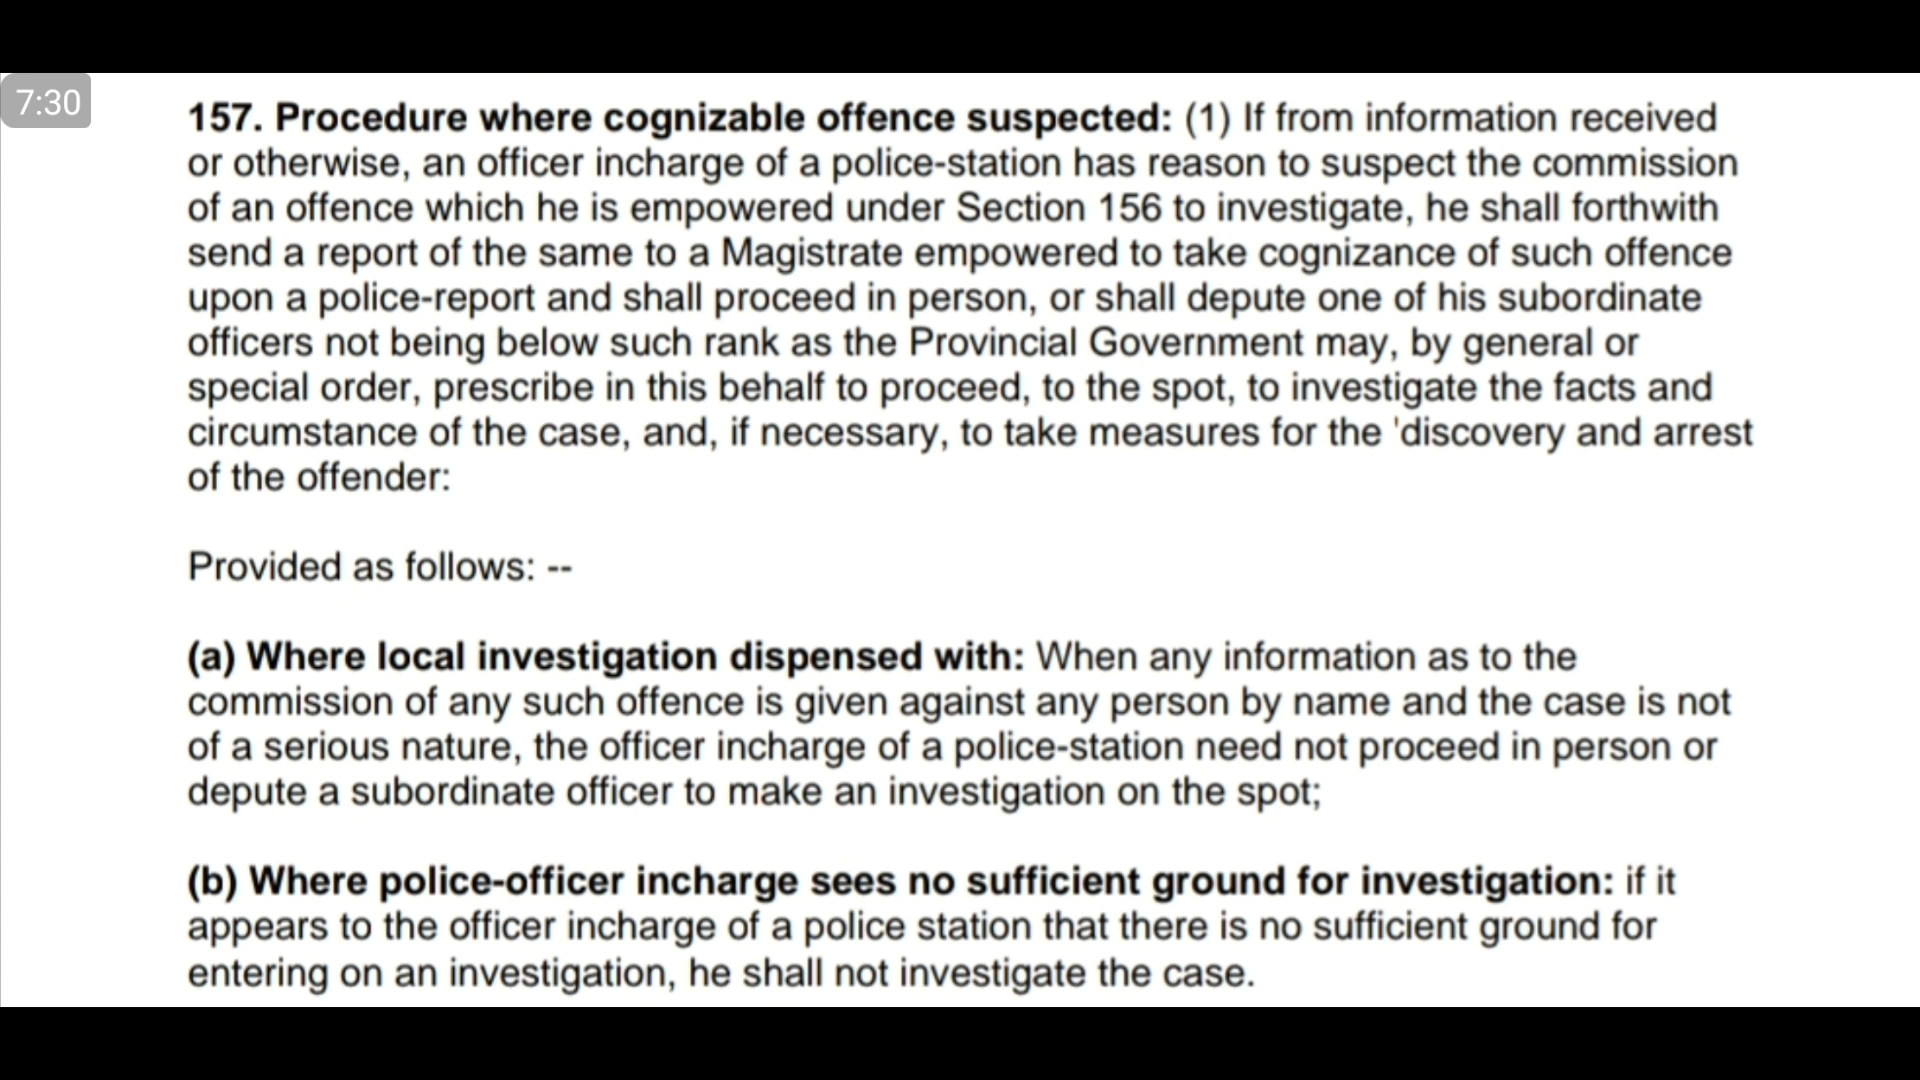 7:30
157. Procedure where cognizable offence suspected: (1) If from information received
or otherwise, an officer incharge of a police-station has reason to suspect the commission
of an offence which he is empowered under Section 156 to investigate, he shall forthwith
send a report of the same to a Magistrate empowered to take cognizance of such offence
upon a police-report and shall proceed in person, or shall depute one of his subordinate
officers not being below such rank as the Provincial Government may, by general or
special order, prescribe in this behalf to proceed, to the spot, to investigate the facts and
circumstance of the case, and, if necessary, to take measures for the 'discovery and arrest
of the offender:
Provided as follows: --
(a) Where local investigation dispensed with: When any information as to the
commission of any such offence is given against any person by name and the case is not
of a serious nature, the officer incharge of a police-station need not proceed in person or
depute a subordinate officer to make an investigation on the spot;
(b) Where police-officer incharge sees no sufficient ground for investigation: if it
appears to the officer incharge of a police station that there is no sufficient ground for
entering on an investigation, he shall not investigate the case.